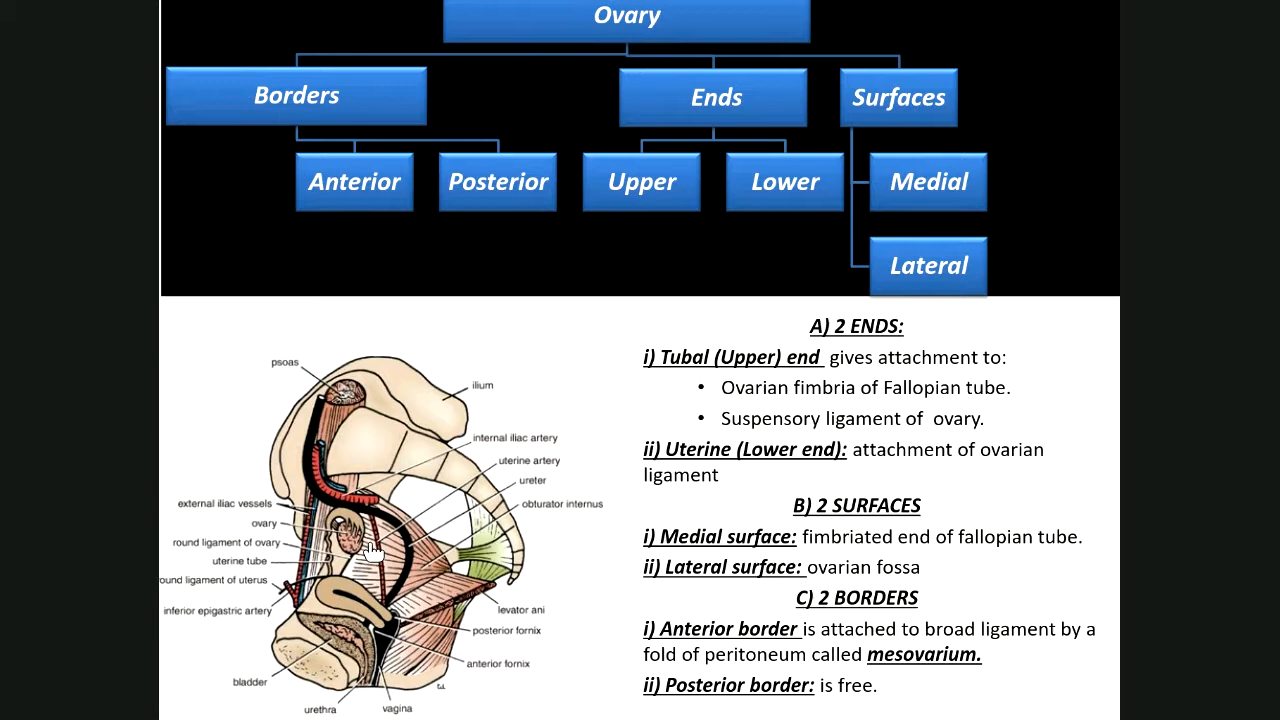 Ovary
Borders
Ends
Surfaces
Anterior
Posterior
Upper
Lower
Medial
Lateral
A) 2 ENDS:
i) Tubal (Upper) end gives attachment to:
• Ovarian fimbria of Fallopian tube.
• Suspensory ligament of ovary.
ii) Uterine (Lower end): attachment of ovarian
ligament
B) 2 SURFACES
i) Medial surface: fimbriated end of fallopian tube.
ii) Lateral surface: ovarian fossa
C) 2 BORDERS
i) Anterior border is attached to broad ligament by a
fold of peritoneum called mesovarium.
ii) Posterior border: is free.
psoas
ilium
internal iliac artery
uterine artery
ureter
obturator internus
external iliac vessels
ovary
round ligament of ovary
uterine tube
ound ligament of uterus
inferior epigastric artery
levator ani
posterior fornix
anterior fornix
bladder
urethra
vagina